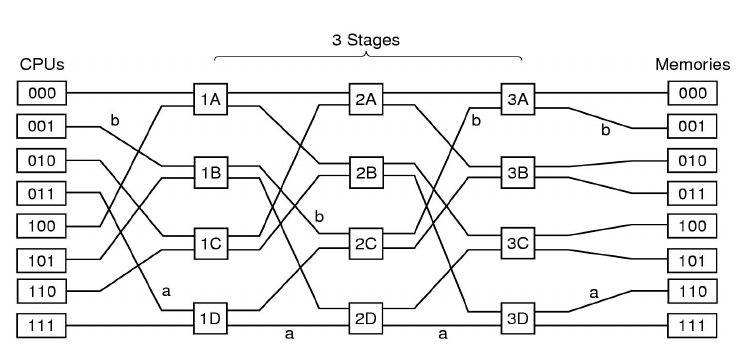 3 Stages
CPUs
Memories
000
1A
2A
3A
000
001
b
b
b
001
010
1B
2B
3B
010
011
011
100
b
100
1C
2C
3C
101
101
110
a
a
110
1D
2D
3D
111
a
a
111